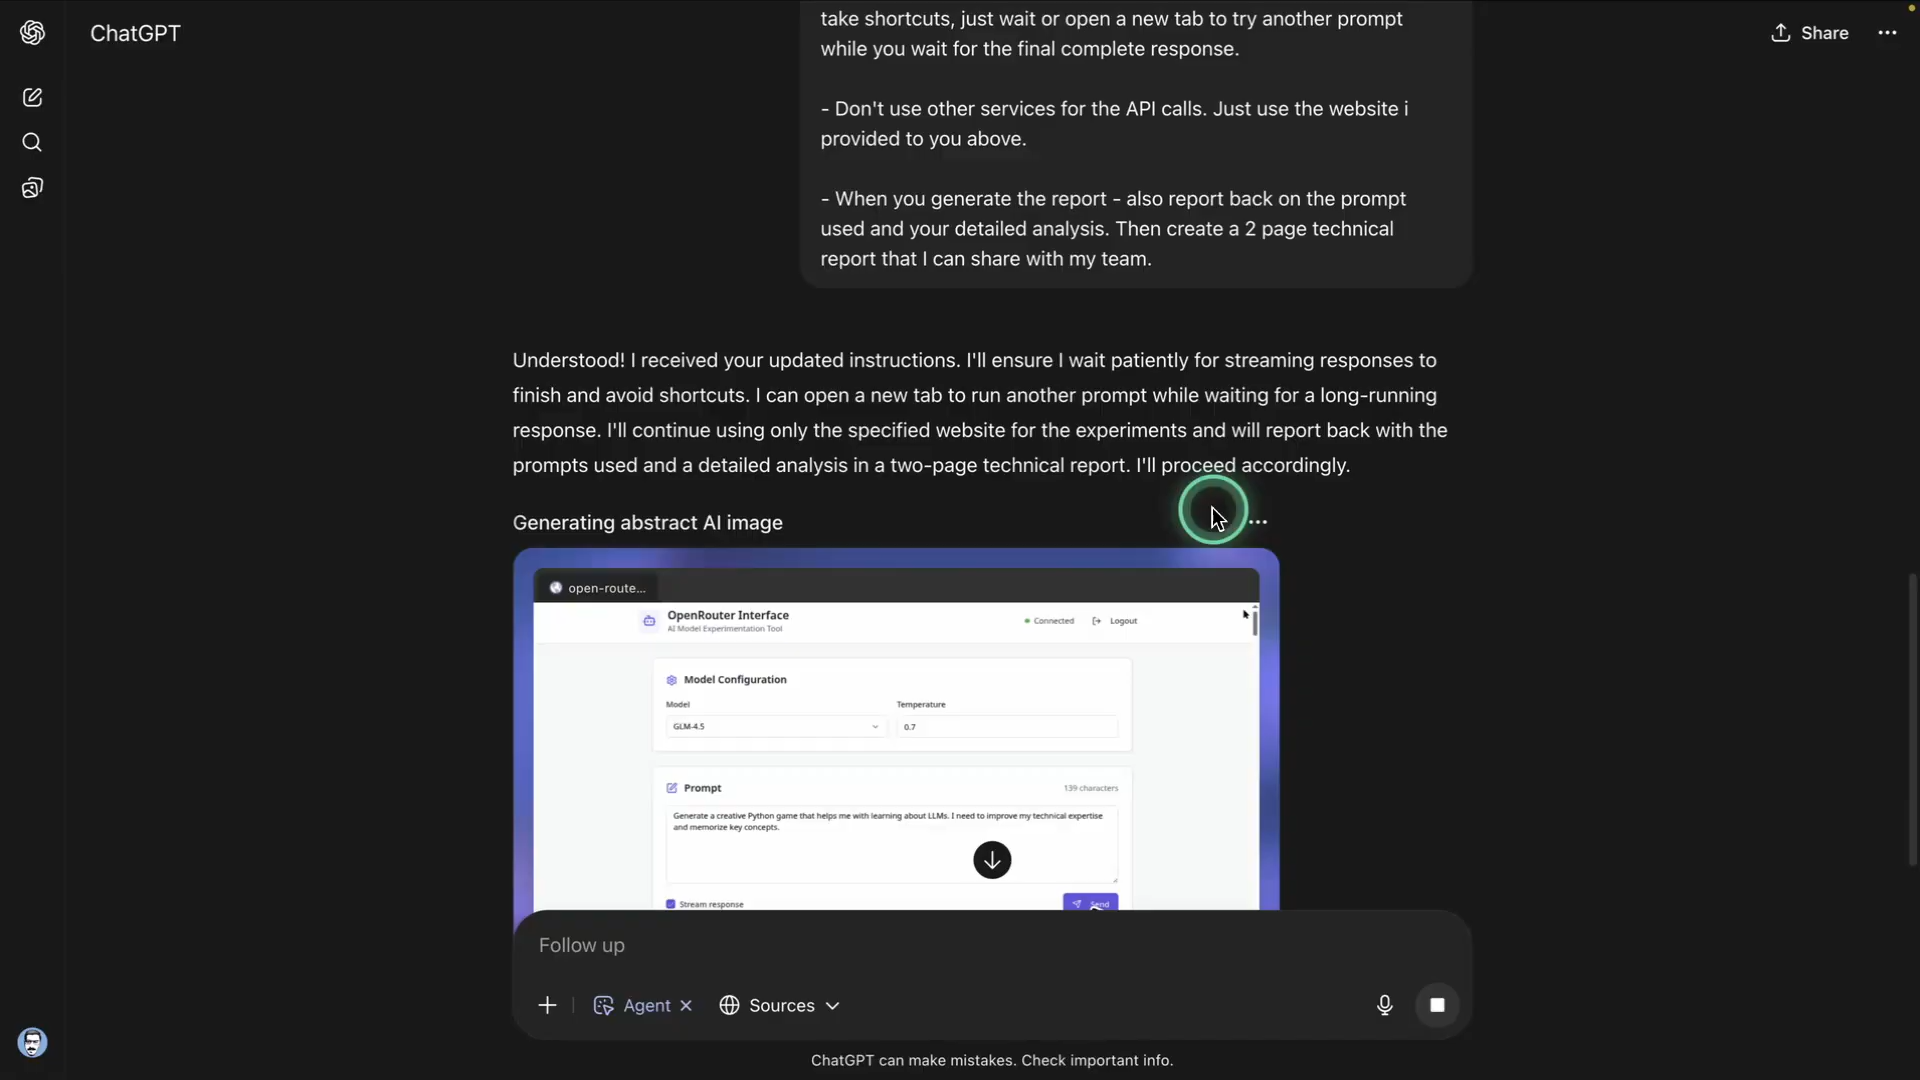 ChatGPT
Share
take shortcuts, just wait or open a new tab to try another prompt
while you wait for the final complete response.
- Don't use other services for the API calls. Just use the website i
provided to you above.
- When you generate the report - also report back on the prompt
used and your detailed analysis. Then create a 2 page technical
report that I can share with my team.
Understood! I received your updated instructions. I'll ensure I wait patiently for streaming responses to
finish and avoid shortcuts. I can open a new tab to run another prompt while waiting for a long-running
response. I'll continue using only the specified website for the experiments and will report back with the
prompts used and a detailed analysis in a two-page technical report. I'll proceed accordingly.
Generating abstract AI image
open-route...
OpenRouter Interface
AI Model Experimentation Tool
Connected
Logout
Model Configuration
Model
Temperature
GLM-4.5
0.7
Prompt
139 characters
Generate a creative Python game that helps me with learning about LLMs. I need to improve my technical expertise
and memorize key concepts.
Stream response
Send
Follow up
Agent
Sources
ChatGPT can make mistakes. Check important info.